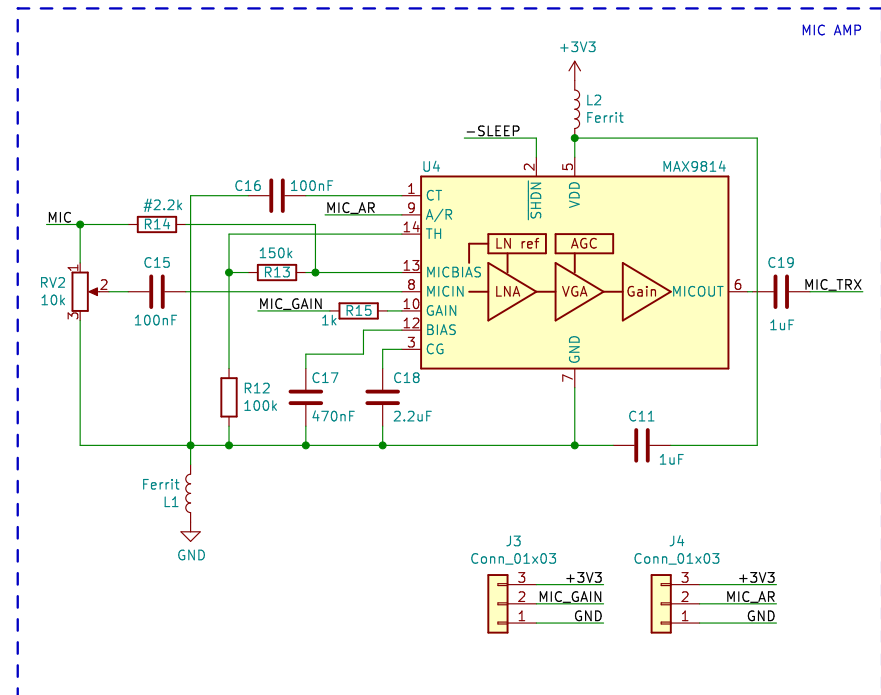 MIC AMP
+3V3
L2
Ferrit
-SLEEP
U4
2
5
MAX9814
C16
100nF
1
CT
SHDN
VDD
#2.2k
MIC_AR
9
A/R
MIC
R14
14
TH
LN ref
AGC
150k
C15
R13
13
MICBIAS
C19
RV2
10k
1
2
3
8
MICIN
LNA
VGA
Gain
MICOUT
6
MIC_TRX
MIC_GAIN
10
GAIN
100nF
1k
R15
1uF
12
BIAS
3
CG
GND
7
C17
C18
R12
100k
470nF
2.2uF
C11
1uF
Ferrit
L1
GND
J3
Conn_01x03
3
+3V3
2
MIC_GAIN
1
GND
J4
Conn_01x03
3
+3V3
2
MIC_AR
1
GND